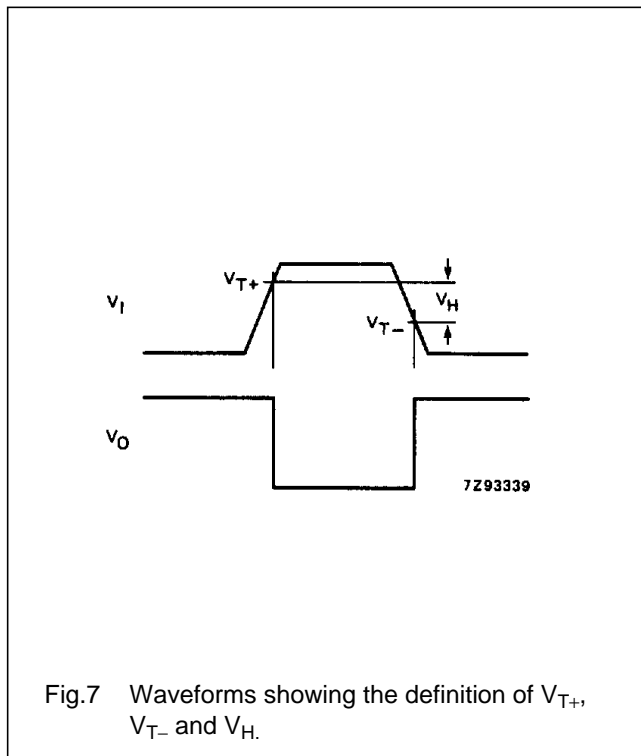 V_T+
V_I
V_H
V_T−
V_O
7Z93339
Fig.7 Waveforms showing the definition of V_T+,
V_T− and V_H.